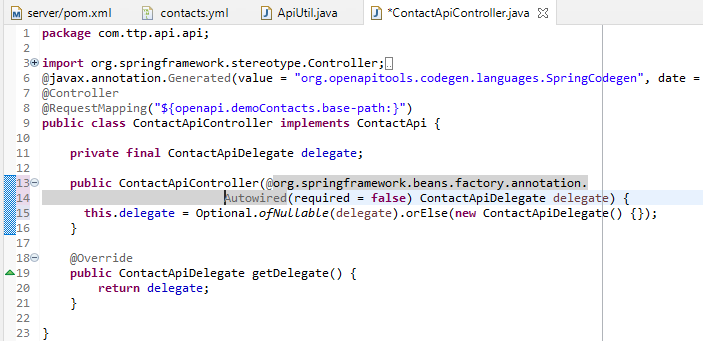 server/pom.xml contacts.yml ApiUtil.java *ContactApiController.java
1 package com.ttp.api.api;
2
3 import org.springframework.stereotype.Controller;
6 @javax.annotation.Generated(value = "org.openapitools.codegen.languages.SpringCodegen", date =
7 @Controller
8 @RequestMapping("${openapi.demoContacts.base-path:}")
9 public class ContactApiController implements ContactApi {
10
11 private final ContactApiDelegate delegate;
12
13 public ContactApiController(@org.springframework.beans.factory.annotation.
14 Autowired(required = false) ContactApiDelegate delegate) {
15 this.delegate = Optional.ofNullable(delegate).orElse(new ContactApiDelegate() {});
16 }
17
18 @Override
19 public ContactApiDelegate getDelegate() {
20 return delegate;
21 }
22
23 }